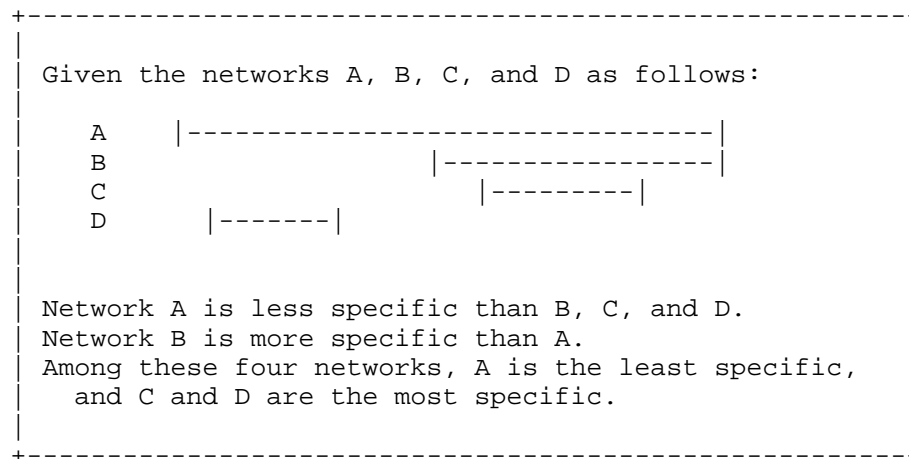 Given the networks A, B, C, and D as follows:
A |---------------------------------|
B |-----------------|
C |---------|
D |-------|
Network A is less specific than B, C, and D.
Network B is more specific than A.
Among these four networks, A is the least specific,
and C and D are the most specific.